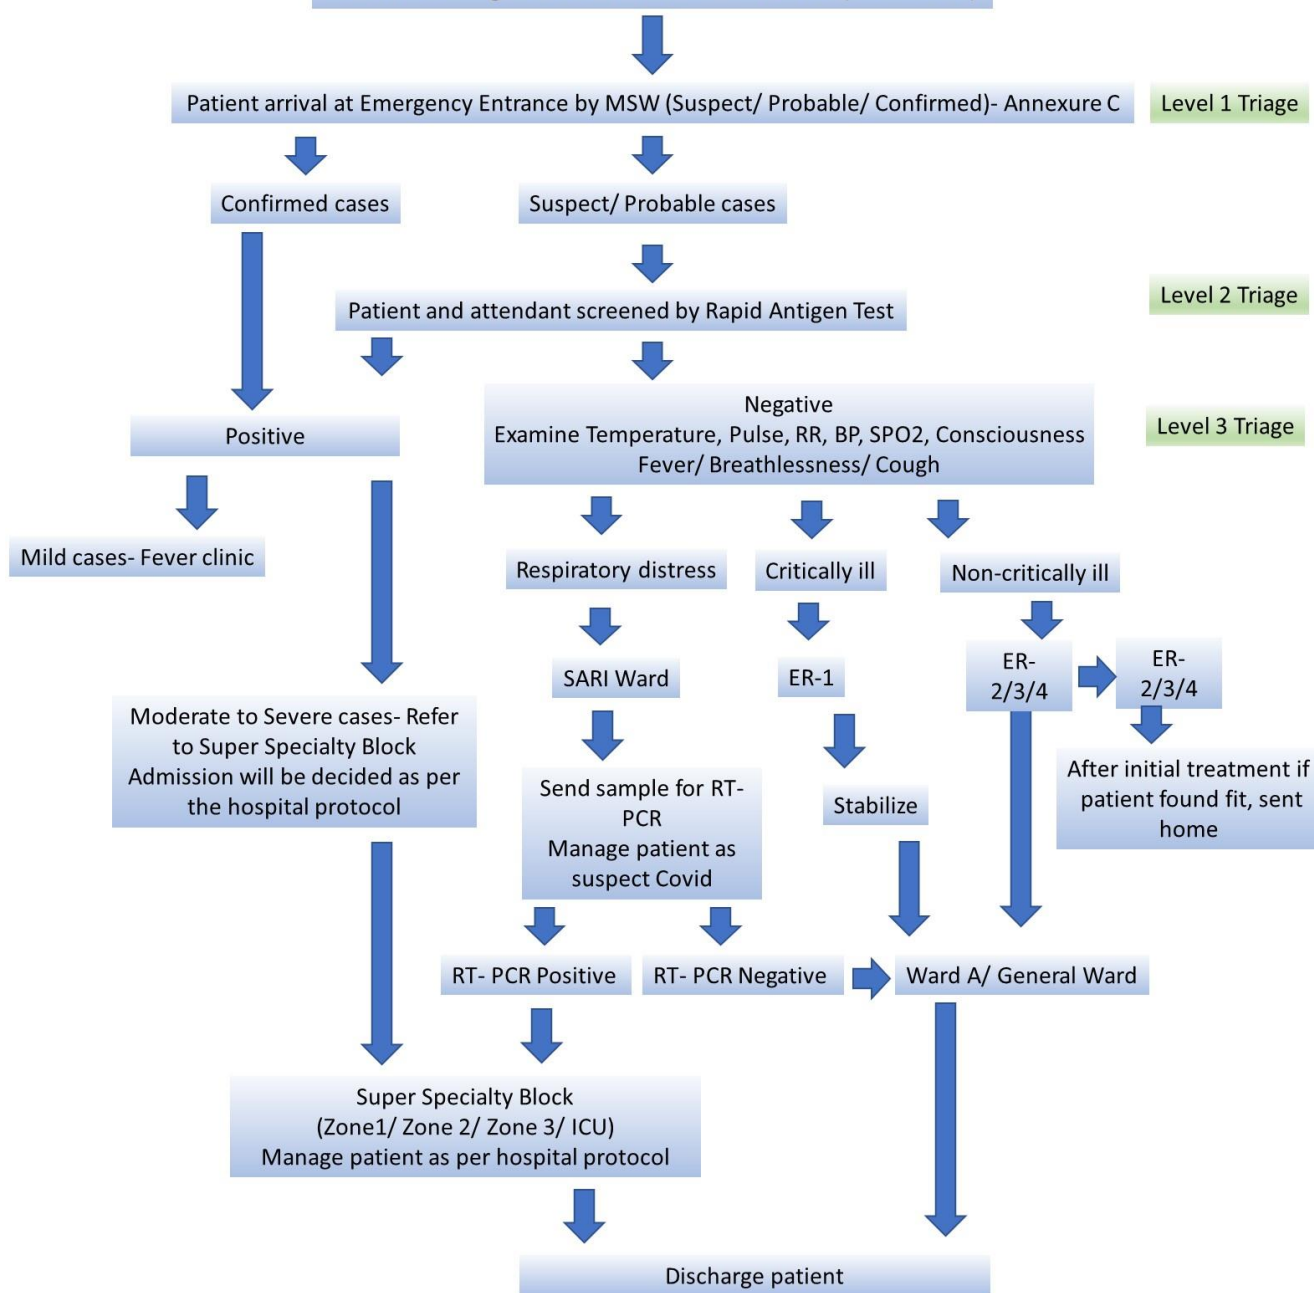 Patient arrival at Emergency Entrance by MSW (Suspect/ Probable/ Confirmed)- Annexure C
Level 1 Triage
Confirmed cases
Suspect/ Probable cases
Patient and attendant screened by Rapid Antigen Test
Level 2 Triage
Positive
Negative
Examine Temperature, Pulse, RR, BP, SPO2, Consciousness
Fever/ Breathlessness/ Cough
Level 3 Triage
Mild cases- Fever clinic
Respiratory distress
Critically ill
Non-critically ill
SARI Ward
ER-1
ER-
2/3/4
ER-
2/3/4
Moderate to Severe cases- Refer
to Super Specialty Block
Admission will be decided as per
the hospital protocol
Send sample for RT-
PCR
Manage patient as
suspect Covid
Stabilize
After initial treatment if
patient found fit, sent
home
RT- PCR Positive
RT- PCR Negative
Ward A/ General Ward
Super Specialty Block
(Zone1/ Zone 2/ Zone 3/ ICU)
Manage patient as per hospital protocol
Discharge patient